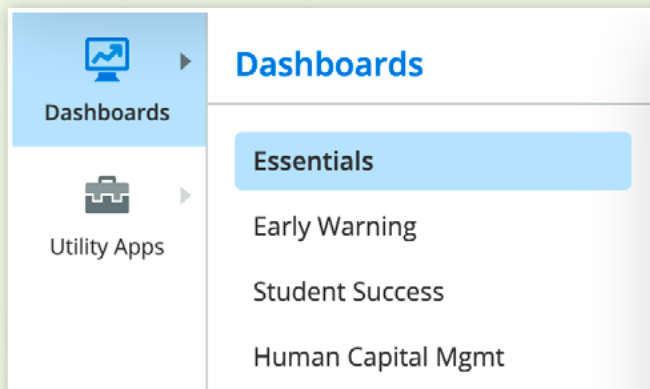 Dashboards
Utility Apps
Dashboards
Essentials
Early Warning
Student Success
Human Capital Mgmt